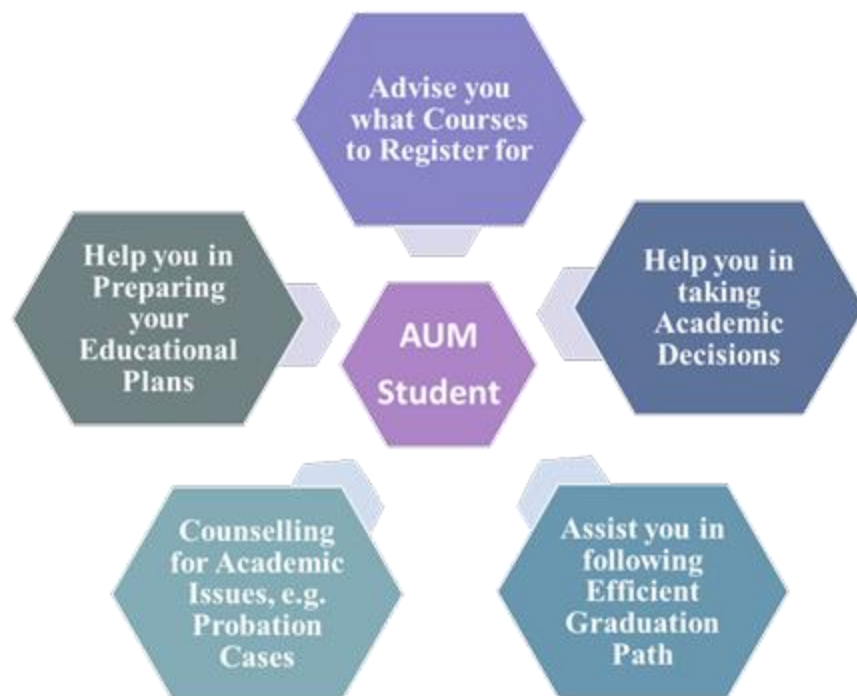 Advise you
what Courses
to Register for
Help you in
Preparing
your
Educational
Plans
Help you in
taking
Academic
Decisions
AUM
Student
Counselling
for Academic
Issues, e.g.
Probation
Cases
Assist you in
following
Efficient
Graduation
Path